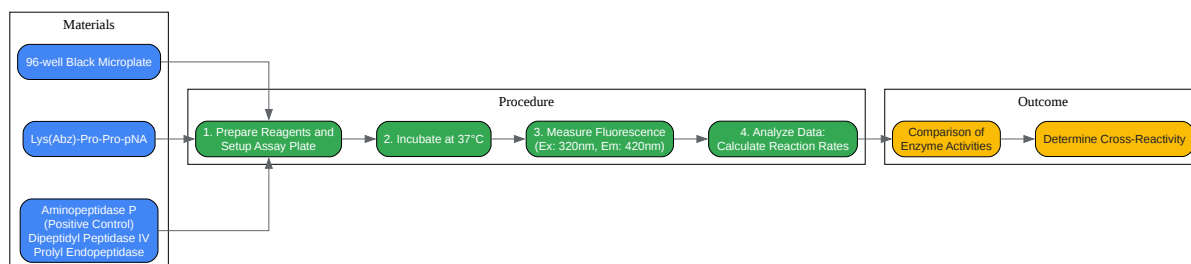 Materials
96-well Black Microplate
Lys(Abz)-Pro-Pro-pNA
Aminopeptidase P
(Positive Control)
Dipeptidyl Peptidase IV
Prolyl Endopeptidase
Procedure
1. Prepare Reagents and
Setup Assay Plate
2. Incubate at 37°C
3. Measure Fluorescence
(Ex: 320nm, Em: 420nm)
4. Analyze Data:
Calculate Reaction Rates
Outcome
Comparison of
Enzyme Activities
Determine Cross-Reactivity